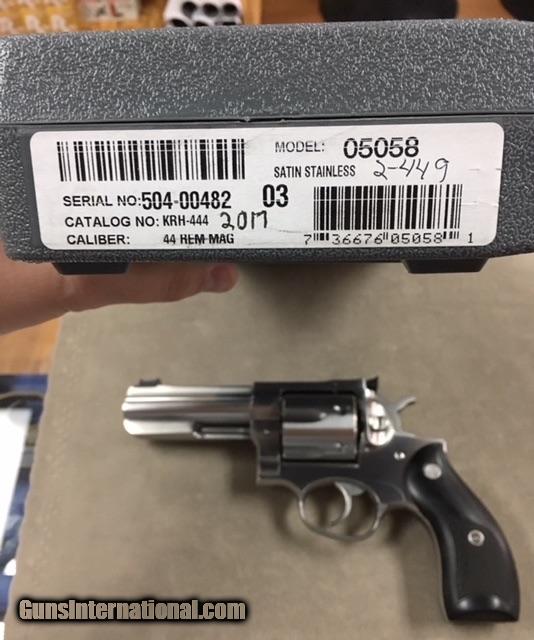 MODEL: 05058
SATIN STAINLESS 2-449
SERIAL NO: 504-00482 03
CATALOG NO: KRH-444 2017
CALIBER: 44 REM MAG
7 36676 05058 1
GunsInternational.com